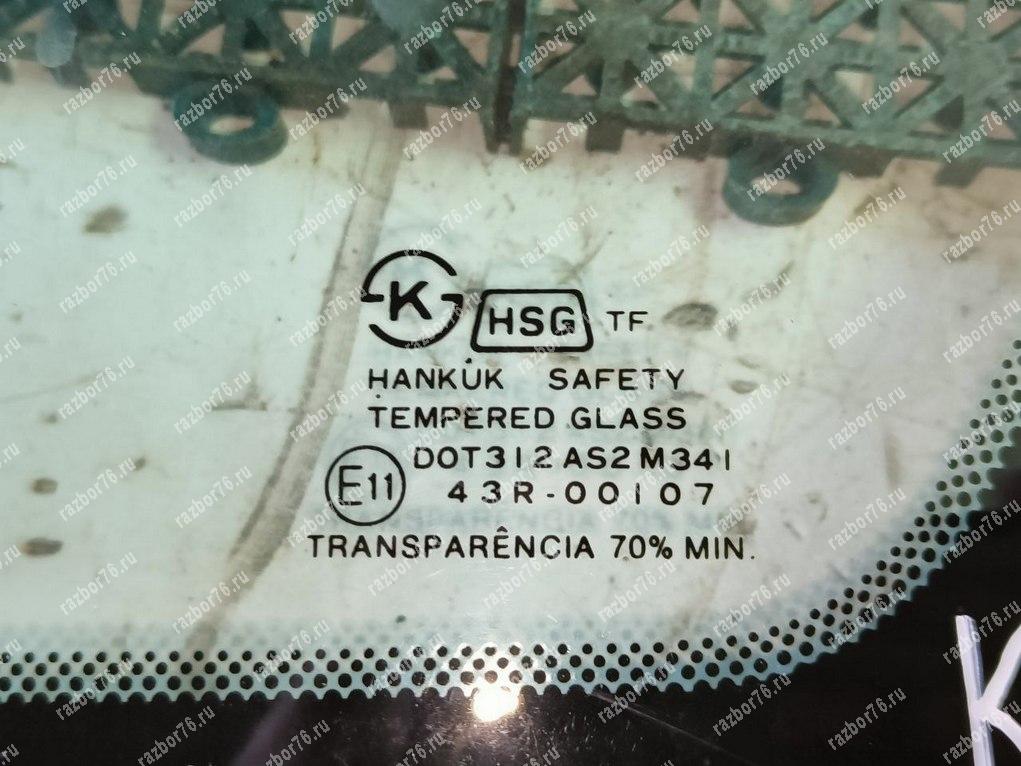 K HSG TF
HANKUK SAFETY
TEMPERED GLASS
DOT312 AS2 M341
E11 43R-00107
TRANSPARÊNCIA 70% MIN.
K
razbor76.ru